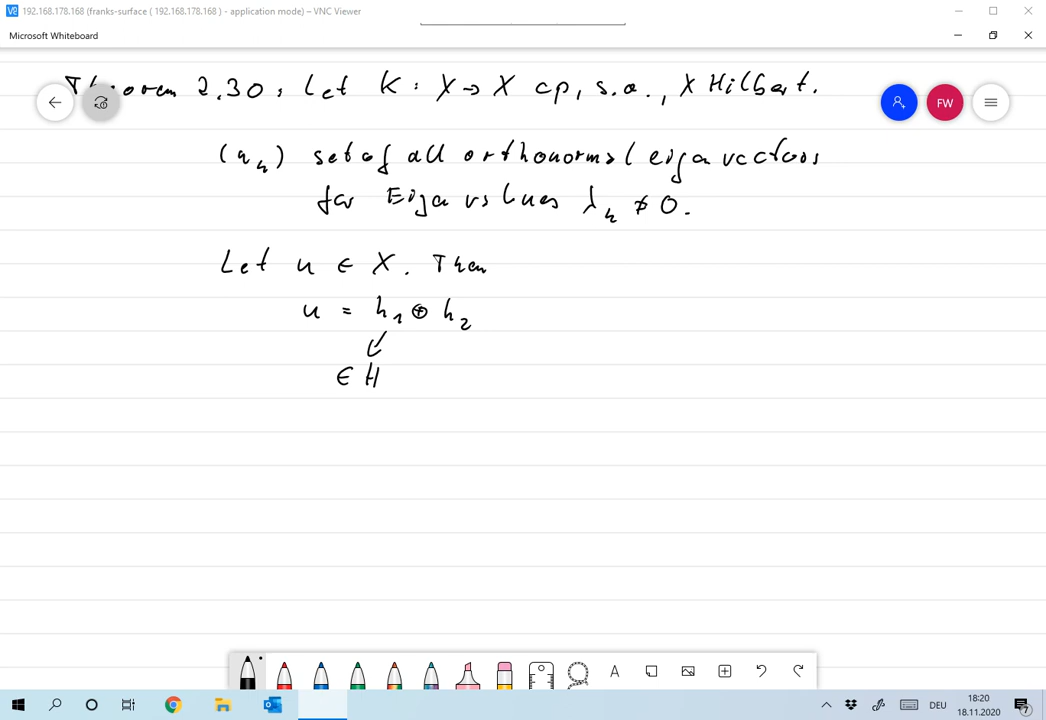 192.168.178.168 (franks-surface ( 192.168.178.168 ) - application mode) – VNC Viewer
Microsoft Whiteboard
Theorem 2.30: Let K : X → X cp, s.a., X Hilbert.
FW
(u_n) set of all orthonormal eigenvectors
for Eigenvalues λ_n ≠ 0.
Let u ∈ X. Then
u = h_1 ⊕ h_2
↙
∈ H
A
DEU
18:20
18.11.2020
7